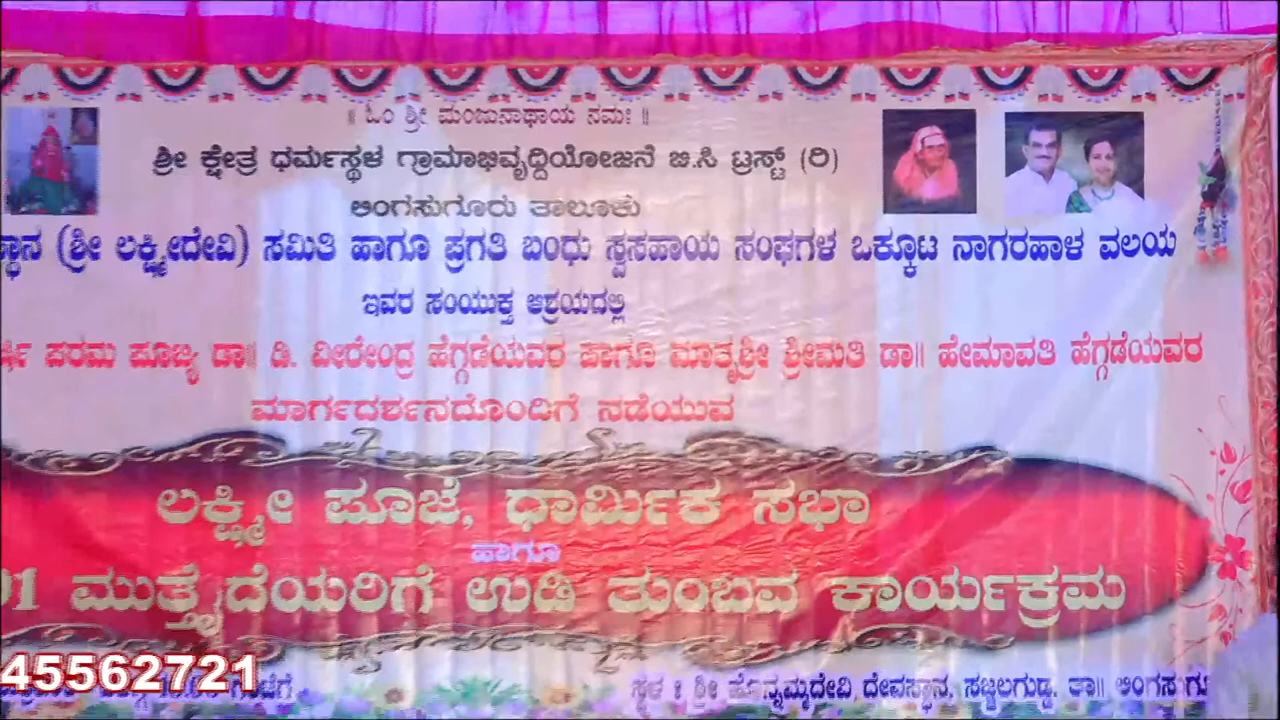 ॥ ಓಂ ಶ್ರೀ ಮಂಜುನಾಥಾಯ ನಮಃ ॥
ಶ್ರೀ ಕ್ಷೇತ್ರ ಧರ್ಮಸ್ಥಳ ಗ್ರಾಮಾಭಿವೃದ್ದಿಯೋಜನೆ ಬಿ.ಸಿ ಟ್ರಸ್ಟ್ (ರಿ)
ಲಿಂಗಸುಗೂರು ತಾಲೂಕು
ಸ್ಥಾನ (ಶ್ರೀ ಲಕ್ಷ್ಮೀದೇವಿ) ಸಮಿತಿ ಹಾಗೂ ಪ್ರಗತಿ ಬಂಧು ಸ್ವಸಹಾಯ ಸಂಘಗಳ ಒಕ್ಕೂಟ ನಾಗರಹಾಳ ವಲಯ
ಇವರ ಸಂಯುಕ್ತ ಆಶ್ರಯದಲ್ಲಿ
ಪರಮ ಪೂಜ್ಯ ಡಾ॥ ಡಿ. ವೀರೇಂದ್ರ ಹೆಗ್ಗಡೆಯವರ ಹಾಗೂ ಮಾತೃಶ್ರೀ ಶ್ರೀಮತಿ ಡಾ॥ ಹೇಮಾವತಿ ಹೆಗ್ಗಡೆಯವರ
ಮಾರ್ಗದರ್ಶನದೊಂದಿಗೆ ನಡೆಯುವ
ಲಕ್ಷ್ಮೀ ಪೂಜೆ, ಧಾರ್ಮಿಕ ಸಭಾ
ಹಾಗೂ
01 ಮುತ್ತೈದೆಯರಿಗೆ ಉಡಿ ತುಂಬುವ ಕಾರ್ಯಕ್ರಮ
45562721
ಸ್ಥಳ : ಶ್ರೀ ಹೊನ್ನಮ್ಮದೇವಿ ದೇವಸ್ಥಾನ, ಸಜ್ಜಲಗುಡ್ಡ. ತಾ॥ ಲಿಂಗಸುಗೂ